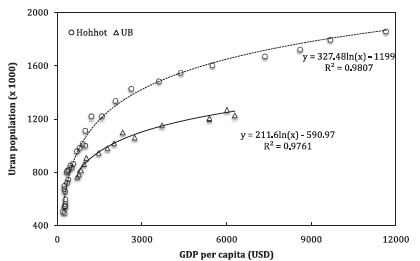 2000
1600
1200
800
400
Uran population (x 1000)
Hohhot UB
y = 327.48ln(x) - 1199
R² = 0.9807
y = 211.6ln(x) - 590.97
R² = 0.9761
0 3000 6000 9000 12000
GDP per capita (USD)